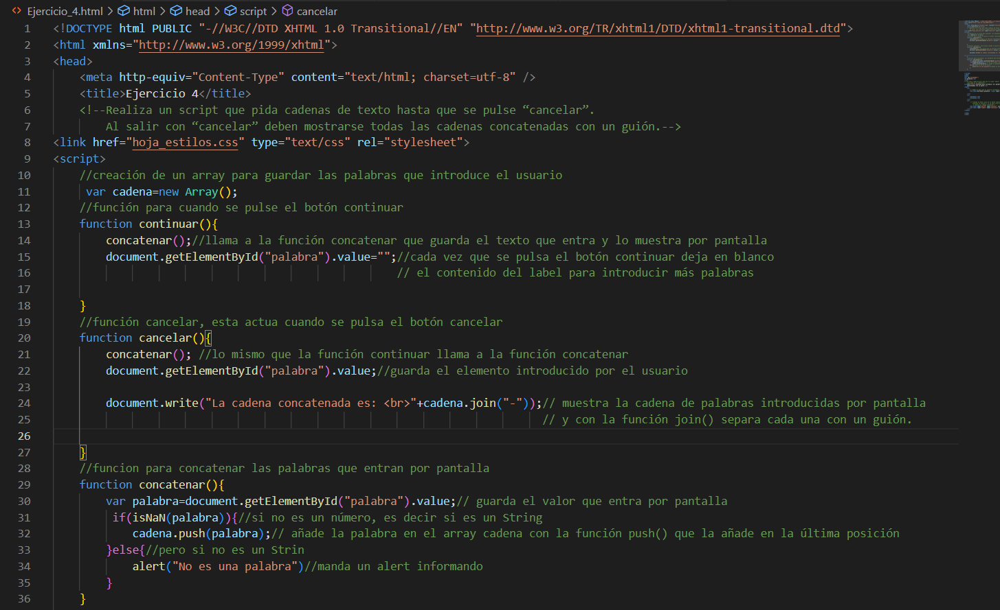 Ejercicio_4.html > html > head > script > cancelar
1 <!DOCTYPE html PUBLIC "-//W3C//DTD XHTML 1.0 Transitional//EN" "http://www.w3.org/TR/xhtml1/DTD/xhtml1-transitional.dtd">
2 <html xmlns="http://www.w3.org/1999/xhtml">
3 <head>
4     <meta http-equiv="Content-Type" content="text/html; charset=utf-8" />
5     <title>Ejercicio 4</title>
6     <!--Realiza un script que pida cadenas de texto hasta que se pulse “cancelar”.
7         Al salir con “cancelar” deben mostrarse todas las cadenas concatenadas con un guión.-->
8 <link href="hoja_estilos.css" type="text/css" rel="stylesheet">
9 <script>
10     //creación de un array para guardar las palabras que introduce el usuario
11      var cadena=new Array();
12     //función para cuando se pulse el botón continuar
13     function continuar(){
14         concatenar();//llama a la función concatenar que guarda el texto que entra y lo muestra por pantalla
15         document.getElementById("palabra").value="";//cada vez que se pulsa el botón continuar deja en blanco
16                                                     // el contenido del label para introducir más palabras
17
18     }
19     //función cancelar, esta actua cuando se pulsa el botón cancelar
20     function cancelar(){
21         concatenar(); //lo mismo que la función continuar llama a la función concatenar
22         document.getElementById("palabra").value;//guarda el elemento introducido por el usuario
23
24         document.write("La cadena concatenada es: <br>"+cadena.join("-"));// muestra la cadena de palabras introducidas por pantalla
25                                                                           // y con la función join() separa cada una con un guión.
26
27     }
28     //funcion para concatenar las palabras que entran por pantalla
29     function concatenar(){
30         var palabra=document.getElementById("palabra").value;// guarda el valor que entra por pantalla
31          if(isNaN(palabra)){//si no es un número, es decir si es un String
32             cadena.push(palabra);// añade la palabra en el array cadena con la función push() que la añade en la última posición
33         }else{//pero si no es un Strin
34             alert("No es una palabra")//manda un alert informando
35         }
36     }